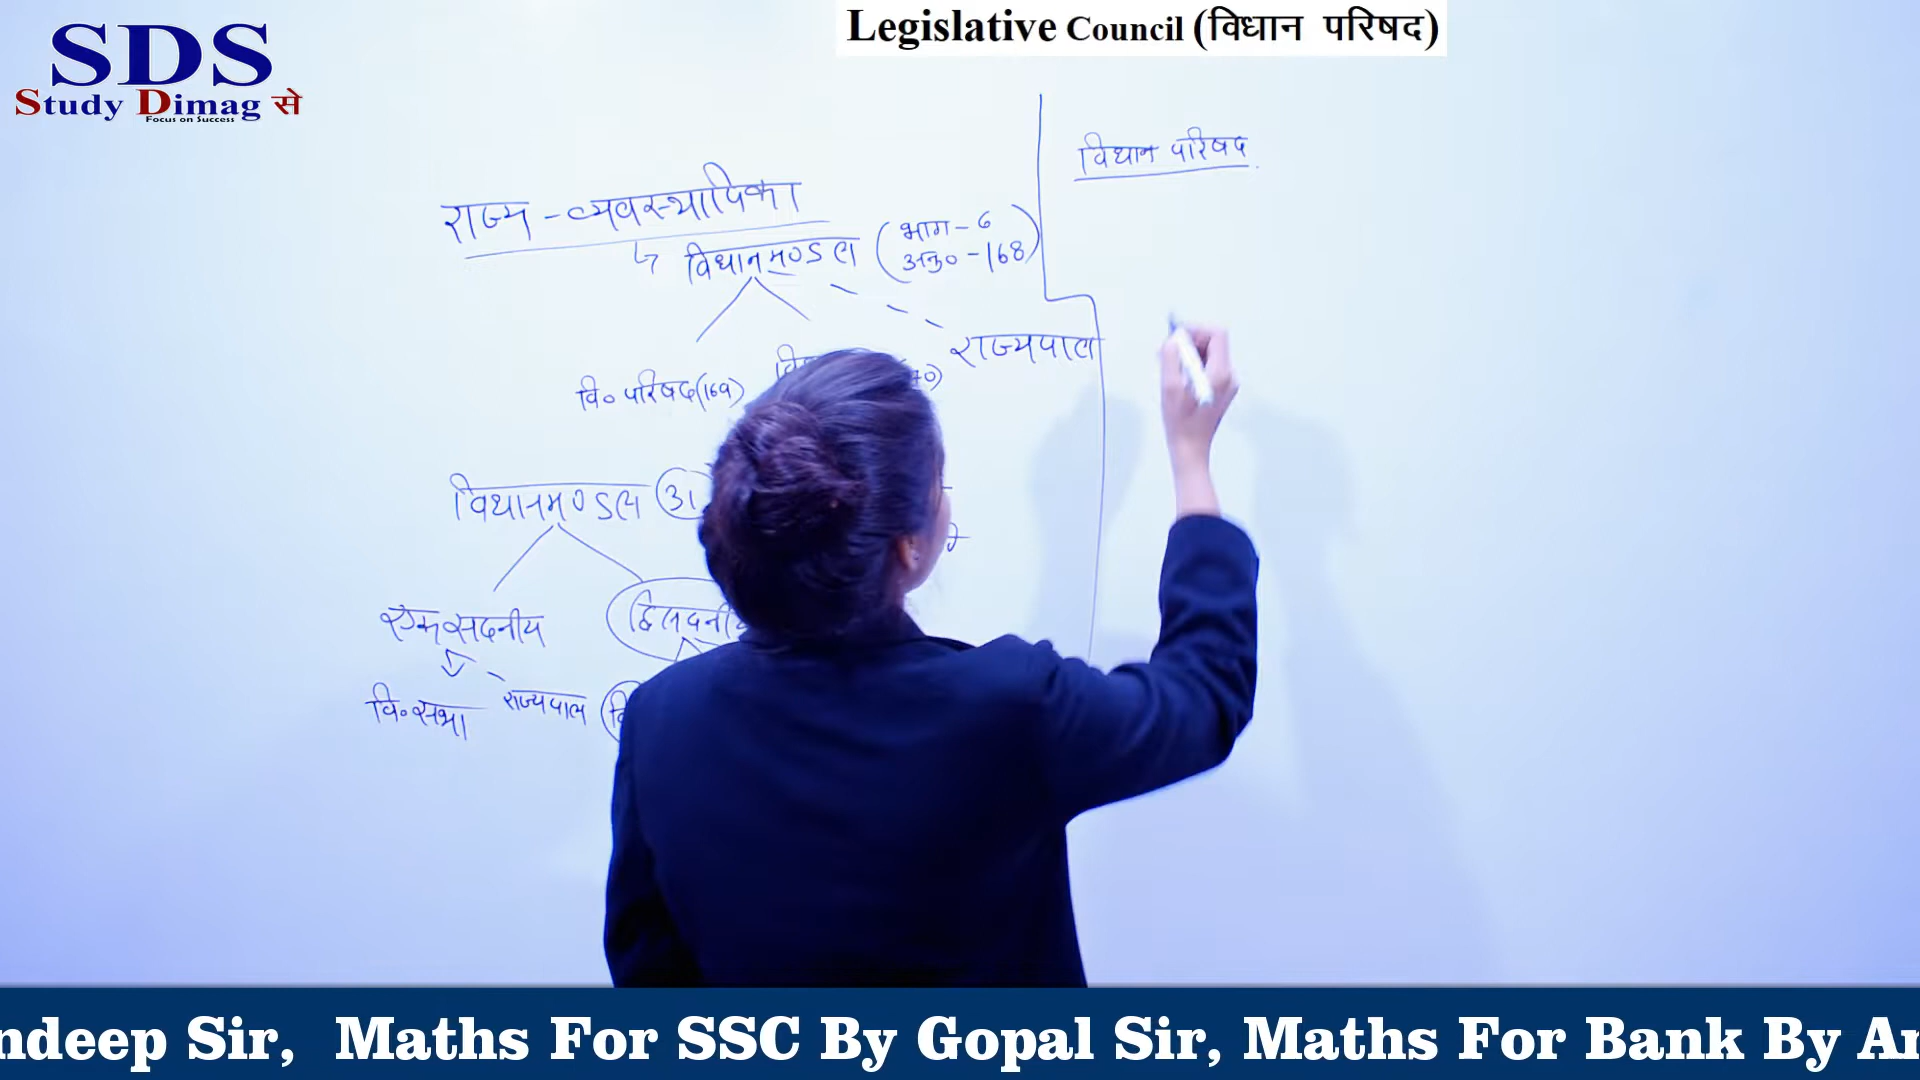 Legislative Council (विधान परिषद)
SDS
Study Dimag से
Focus on Success
विधान परिषद
राज्य - व्यवस्थापिका
↳ विधानमण्डल (भाग - 6
अनु० - 168)
राज्यपाल
वि० परिषद (169)
विधानमण्डल
एकसदनीय
द्विसदनीय
वि० सभा
राज्यपाल
ndeep Sir, Maths For SSC By Gopal Sir, Maths For Bank By